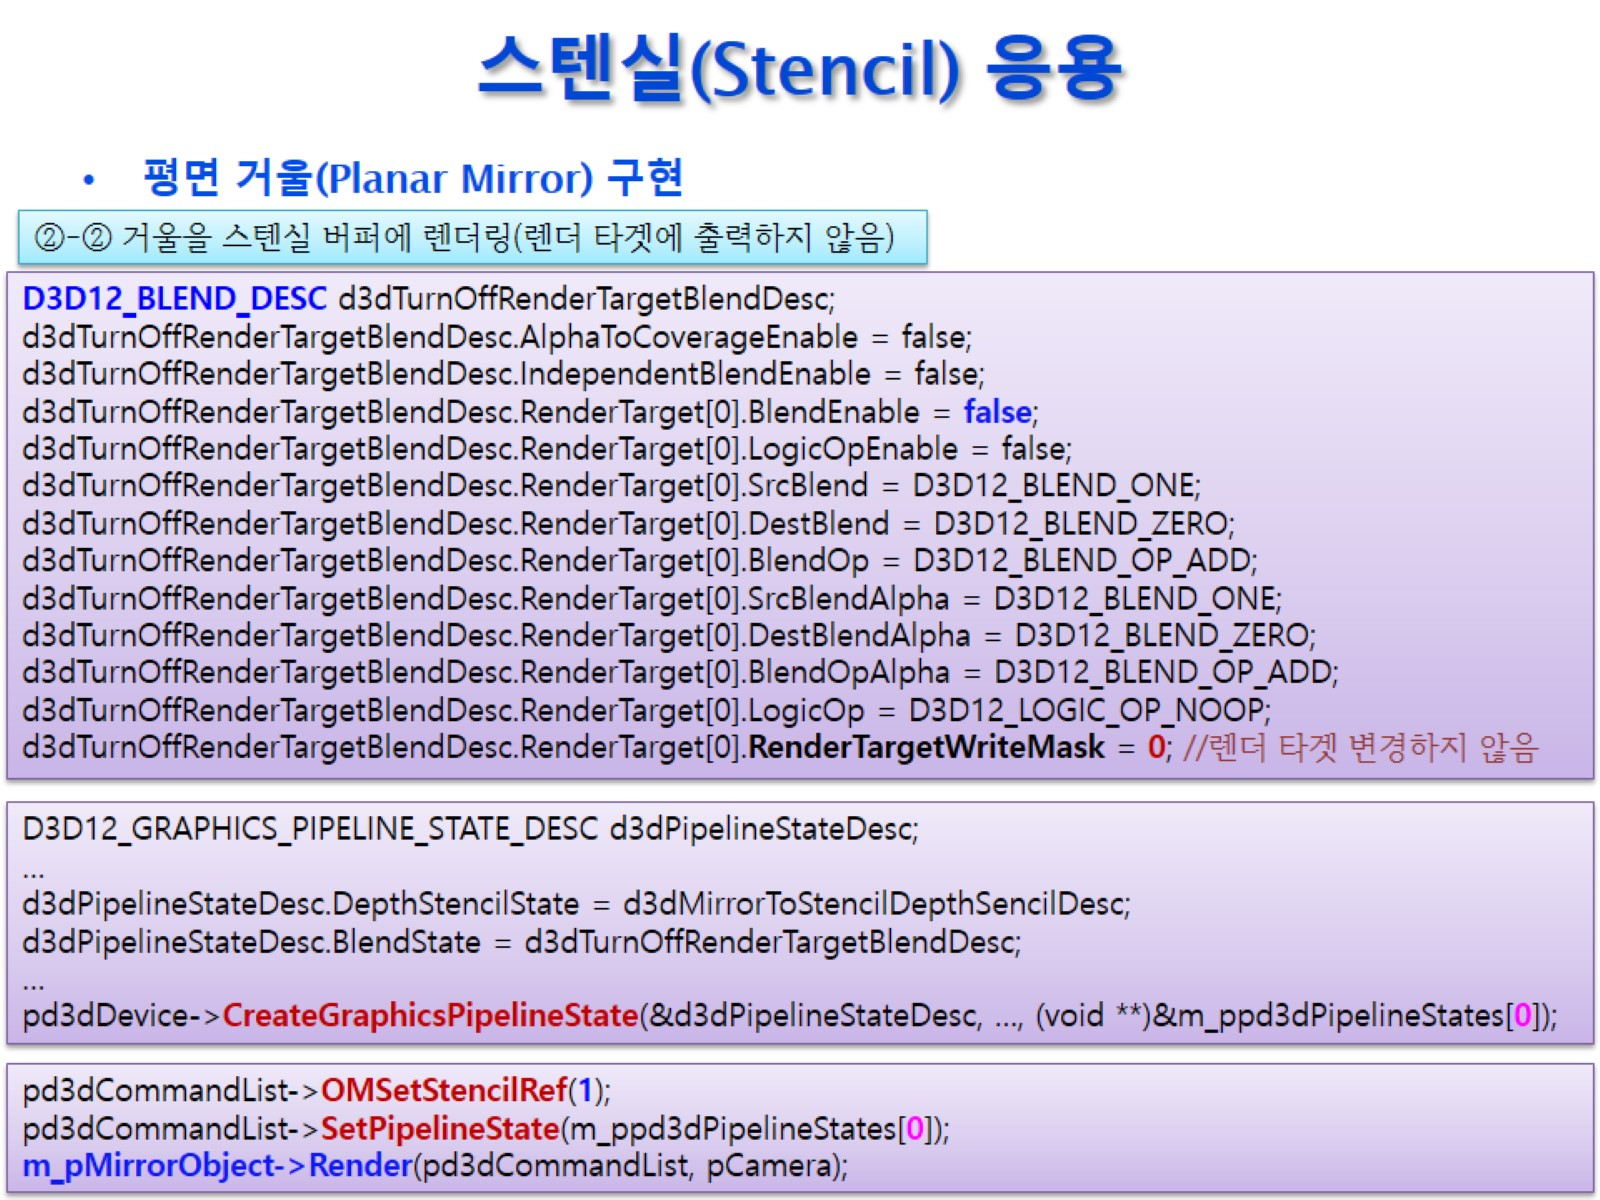 스텐실(Stencil) 응용
• 평면 거울(Planar Mirror) 구현
②-② 거울을 스텐실 버퍼에 렌더링(렌더 타겟에 출력하지 않음)
D3D12_BLEND_DESC d3dTurnOffRenderTargetBlendDesc;
d3dTurnOffRenderTargetBlendDesc.AlphaToCoverageEnable = false;
d3dTurnOffRenderTargetBlendDesc.IndependentBlendEnable = false;
d3dTurnOffRenderTargetBlendDesc.RenderTarget[0].BlendEnable = false;
d3dTurnOffRenderTargetBlendDesc.RenderTarget[0].LogicOpEnable = false;
d3dTurnOffRenderTargetBlendDesc.RenderTarget[0].SrcBlend = D3D12_BLEND_ONE;
d3dTurnOffRenderTargetBlendDesc.RenderTarget[0].DestBlend = D3D12_BLEND_ZERO;
d3dTurnOffRenderTargetBlendDesc.RenderTarget[0].BlendOp = D3D12_BLEND_OP_ADD;
d3dTurnOffRenderTargetBlendDesc.RenderTarget[0].SrcBlendAlpha = D3D12_BLEND_ONE;
d3dTurnOffRenderTargetBlendDesc.RenderTarget[0].DestBlendAlpha = D3D12_BLEND_ZERO;
d3dTurnOffRenderTargetBlendDesc.RenderTarget[0].BlendOpAlpha = D3D12_BLEND_OP_ADD;
d3dTurnOffRenderTargetBlendDesc.RenderTarget[0].LogicOp = D3D12_LOGIC_OP_NOOP;
d3dTurnOffRenderTargetBlendDesc.RenderTarget[0].RenderTargetWriteMask = 0; //렌더 타겟 변경하지 않음
D3D12_GRAPHICS_PIPELINE_STATE_DESC d3dPipelineStateDesc;
...
d3dPipelineStateDesc.DepthStencilState = d3dMirrorToStencilDepthSencilDesc;
d3dPipelineStateDesc.BlendState = d3dTurnOffRenderTargetBlendDesc;
...
pd3dDevice->CreateGraphicsPipelineState(&d3dPipelineStateDesc, ..., (void **)&m_ppd3dPipelineStates[0]);
pd3dCommandList->OMSetStencilRef(1);
pd3dCommandList->SetPipelineState(m_ppd3dPipelineStates[0]);
m_pMirrorObject->Render(pd3dCommandList, pCamera);